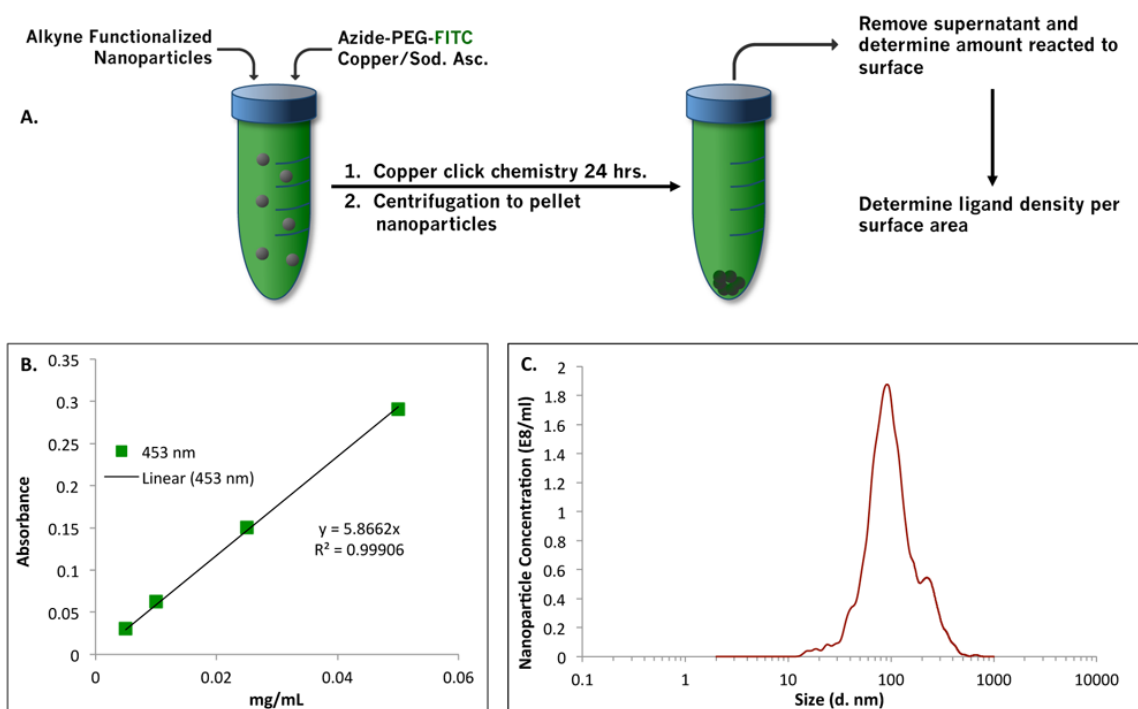 Alkyne Functionalized
Nanoparticles
Azide-PEG-FITC
Copper/Sod. Asc.
Remove supernatant and
determine amount reacted to
surface
A.
1. Copper click chemistry 24 hrs.
2. Centrifugation to pellet
nanoparticles
Determine ligand density per
surface area
B.
0.35
0.3
0.25
0.2
0.15
0.1
0.05
0
Absorbance
453 nm
Linear (453 nm)
y = 5.8662x
R² = 0.99906
0
0.02
0.04
0.06
mg/mL
C.
2
1.8
1.6
1.4
1.2
1
0.8
0.6
0.4
0.2
0
Nanoparticle Concentration (E8/ml)
0.1
1
10
100
1000
10000
Size (d. nm)